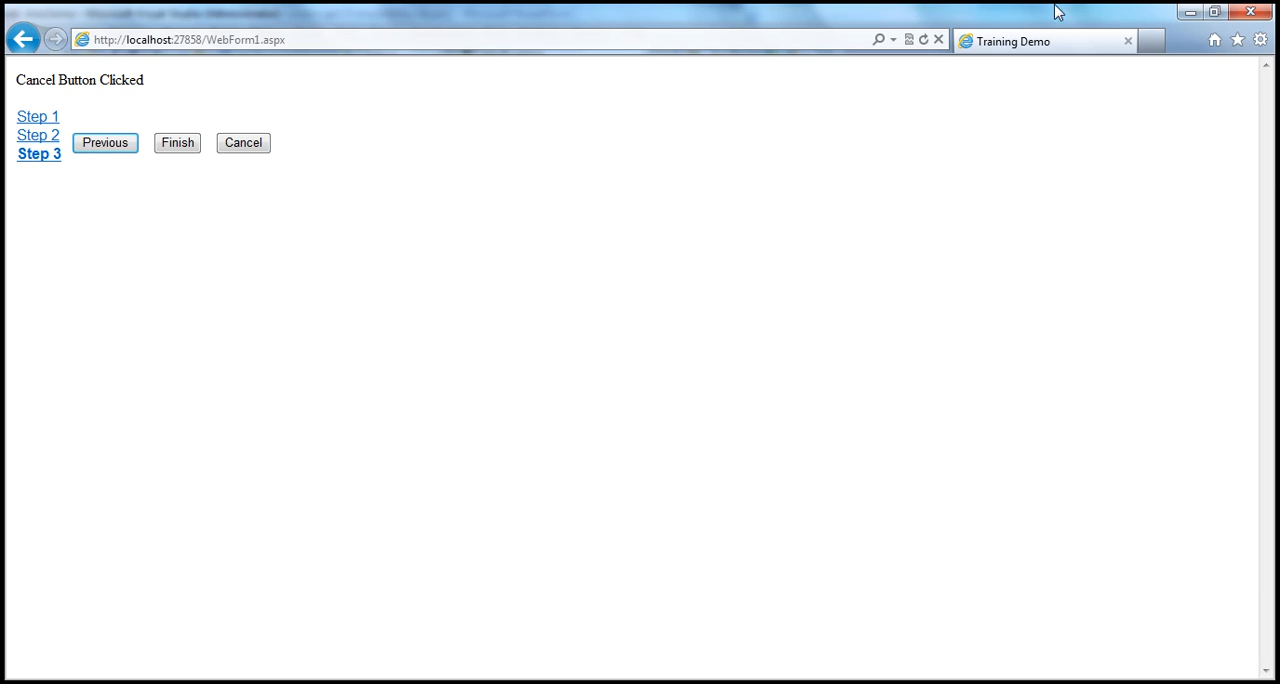 http://localhost:27858/WebForm1.aspx
Training Demo
Cancel Button Clicked
Step 1
Step 2
Step 3
Previous
Finish
Cancel